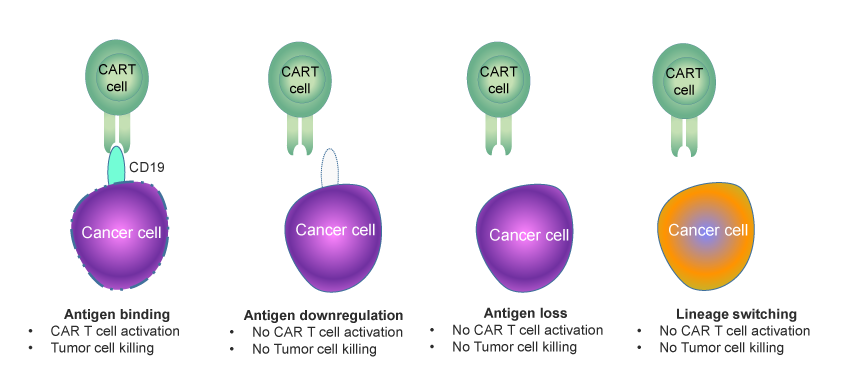 CART
cell
CART
cell
CART
cell
CART
cell
CD19
Cancer cell
Cancer cell
Cancer cell
Cancer cell
Antigen binding
• CAR T cell activation
• Tumor cell killing
Antigen downregulation
• No CAR T cell activation
• No Tumor cell killing
Antigen loss
• No CAR T cell activation
• No Tumor cell killing
Lineage switching
• No CAR T cell activation
• No Tumor cell killing